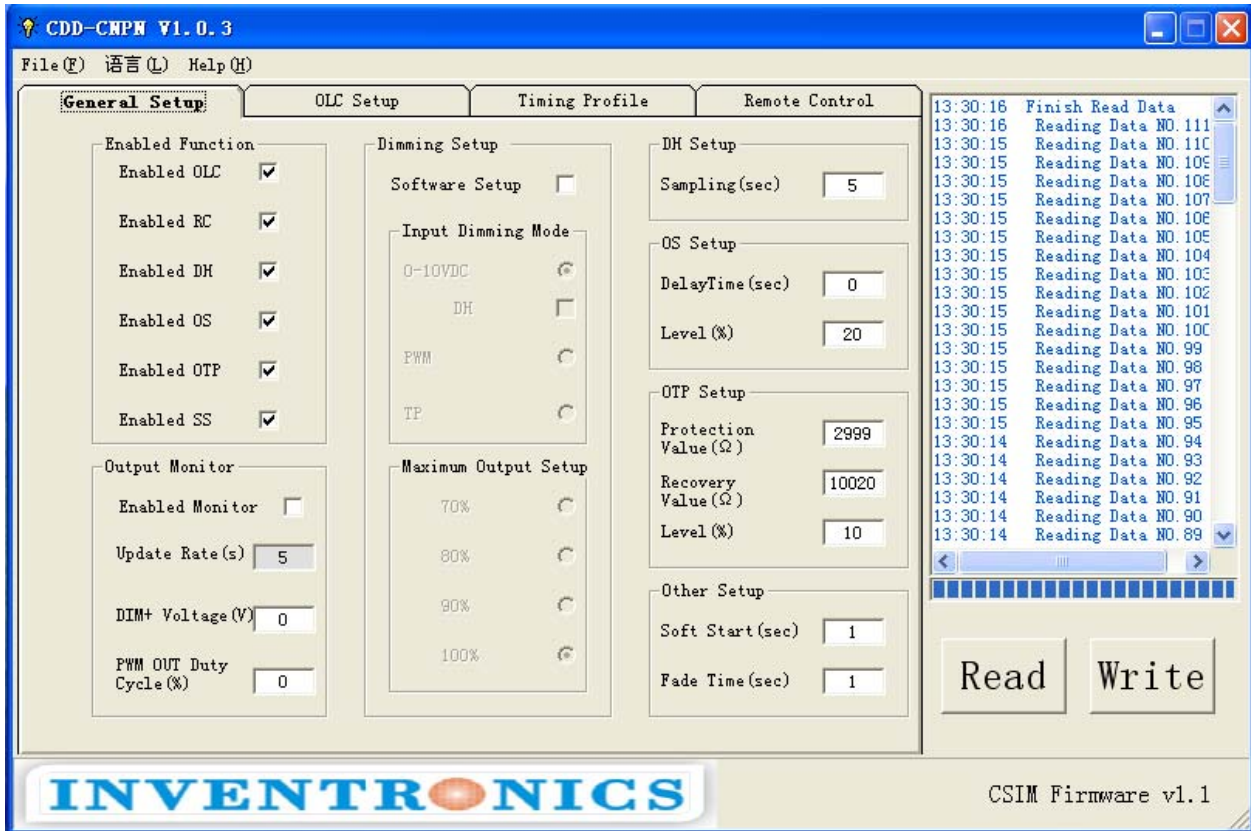 CDD-CNPN V1.0.3
File(F) 语言(L) Help(H)
General Setup
OLC Setup
Timing Profile
Remote Control
Enabled Function
Enabled OLC
Enabled RC
Enabled DH
Enabled OS
Enabled OTP
Enabled SS
Output Monitor
Enabled Monitor
Update Rate(s) 5
DIM+ Voltage(V) 0
PWM OUT Duty
Cycle(%) 0
Dimming Setup
Software Setup
Input Dimming Mode
0-10VDC
DH
PWM
TP
Maximum Output Setup
70%
80%
90%
100%
DH Setup
Sampling(sec) 5
OS Setup
DelayTime(sec) 0
Level(%) 20
OTP Setup
Protection
Value(Ω) 2999
Recovery
Value(Ω) 10020
Level(%) 10
Other Setup
Soft Start(sec) 1
Fade Time(sec) 1
13:30:16 Finish Read Data
13:30:16 Reading Data NO.111
13:30:15 Reading Data NO.110
13:30:15 Reading Data NO.109
13:30:15 Reading Data NO.108
13:30:15 Reading Data NO.107
13:30:15 Reading Data NO.106
13:30:15 Reading Data NO.105
13:30:15 Reading Data NO.104
13:30:15 Reading Data NO.103
13:30:15 Reading Data NO.102
13:30:15 Reading Data NO.101
13:30:15 Reading Data NO.100
13:30:15 Reading Data NO.99
13:30:15 Reading Data NO.98
13:30:15 Reading Data NO.97
13:30:15 Reading Data NO.96
13:30:15 Reading Data NO.95
13:30:14 Reading Data NO.94
13:30:14 Reading Data NO.93
13:30:14 Reading Data NO.92
13:30:14 Reading Data NO.91
13:30:14 Reading Data NO.90
13:30:14 Reading Data NO.89
Read Write
INVENTRONICS
CSIM Firmware v1.1